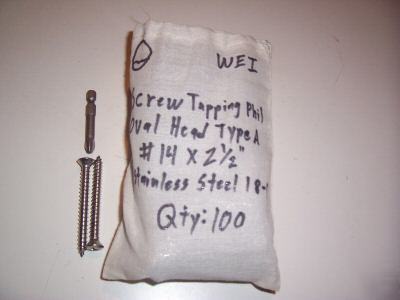 WEI
Screw Tapping Phil
Oval Head Type A
#14 X 2 1/2"
Stainless Steel 18-
Qty: 100